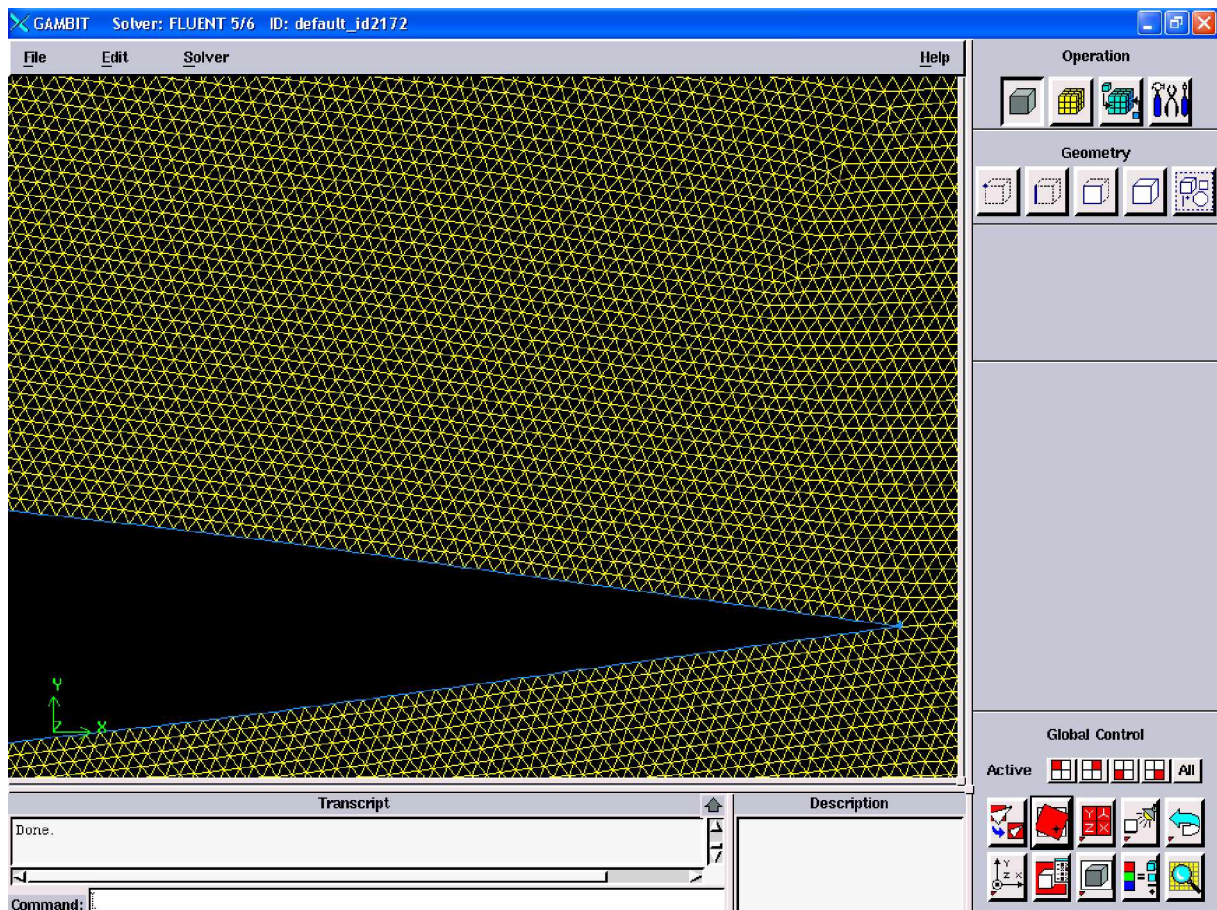 GAMBIT Solver: FLUENT 5/6 ID: default_id2172
File Edit Solver Help
Operation
Geometry
Y
Z X
Global Control
Active All
Transcript
Description
Done.
Command: